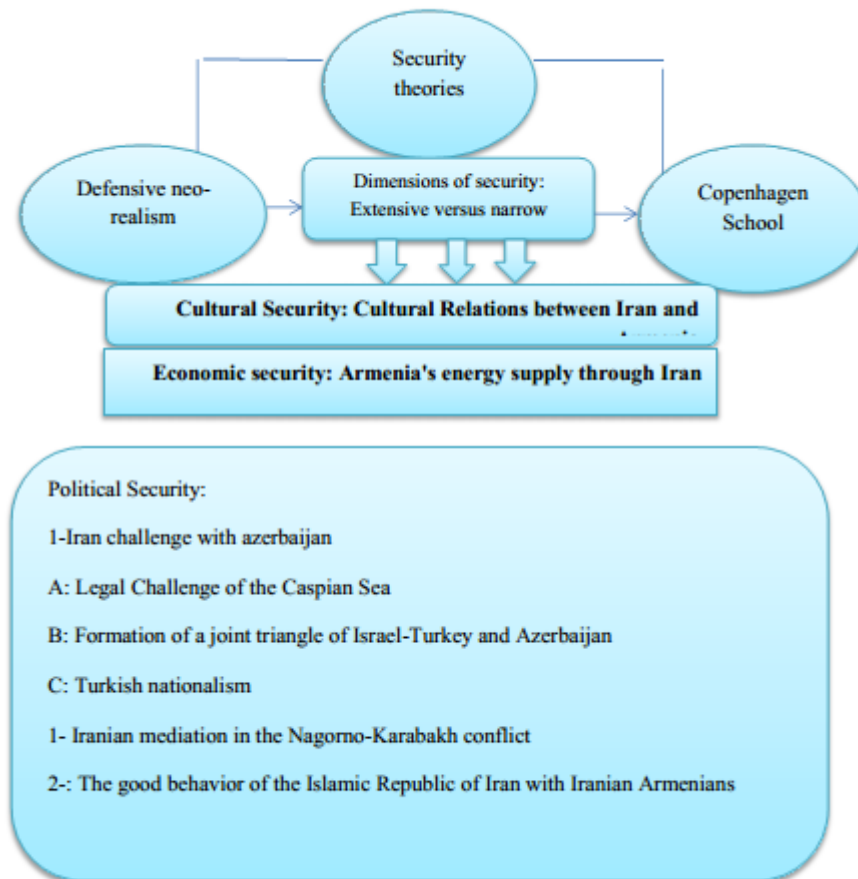 Security
theories
Defensive neo-
realism
Dimensions of security:
Extensive versus narrow
Copenhagen
School
Cultural Security: Cultural Relations between Iran and
Economic security: Armenia's energy supply through Iran
Political Security:
1-Iran challenge with azerbaijan
A: Legal Challenge of the Caspian Sea
B: Formation of a joint triangle of Israel-Turkey and Azerbaijan
C: Turkish nationalism
1- Iranian mediation in the Nagorno-Karabakh conflict
2-: The good behavior of the Islamic Republic of Iran with Iranian Armenians